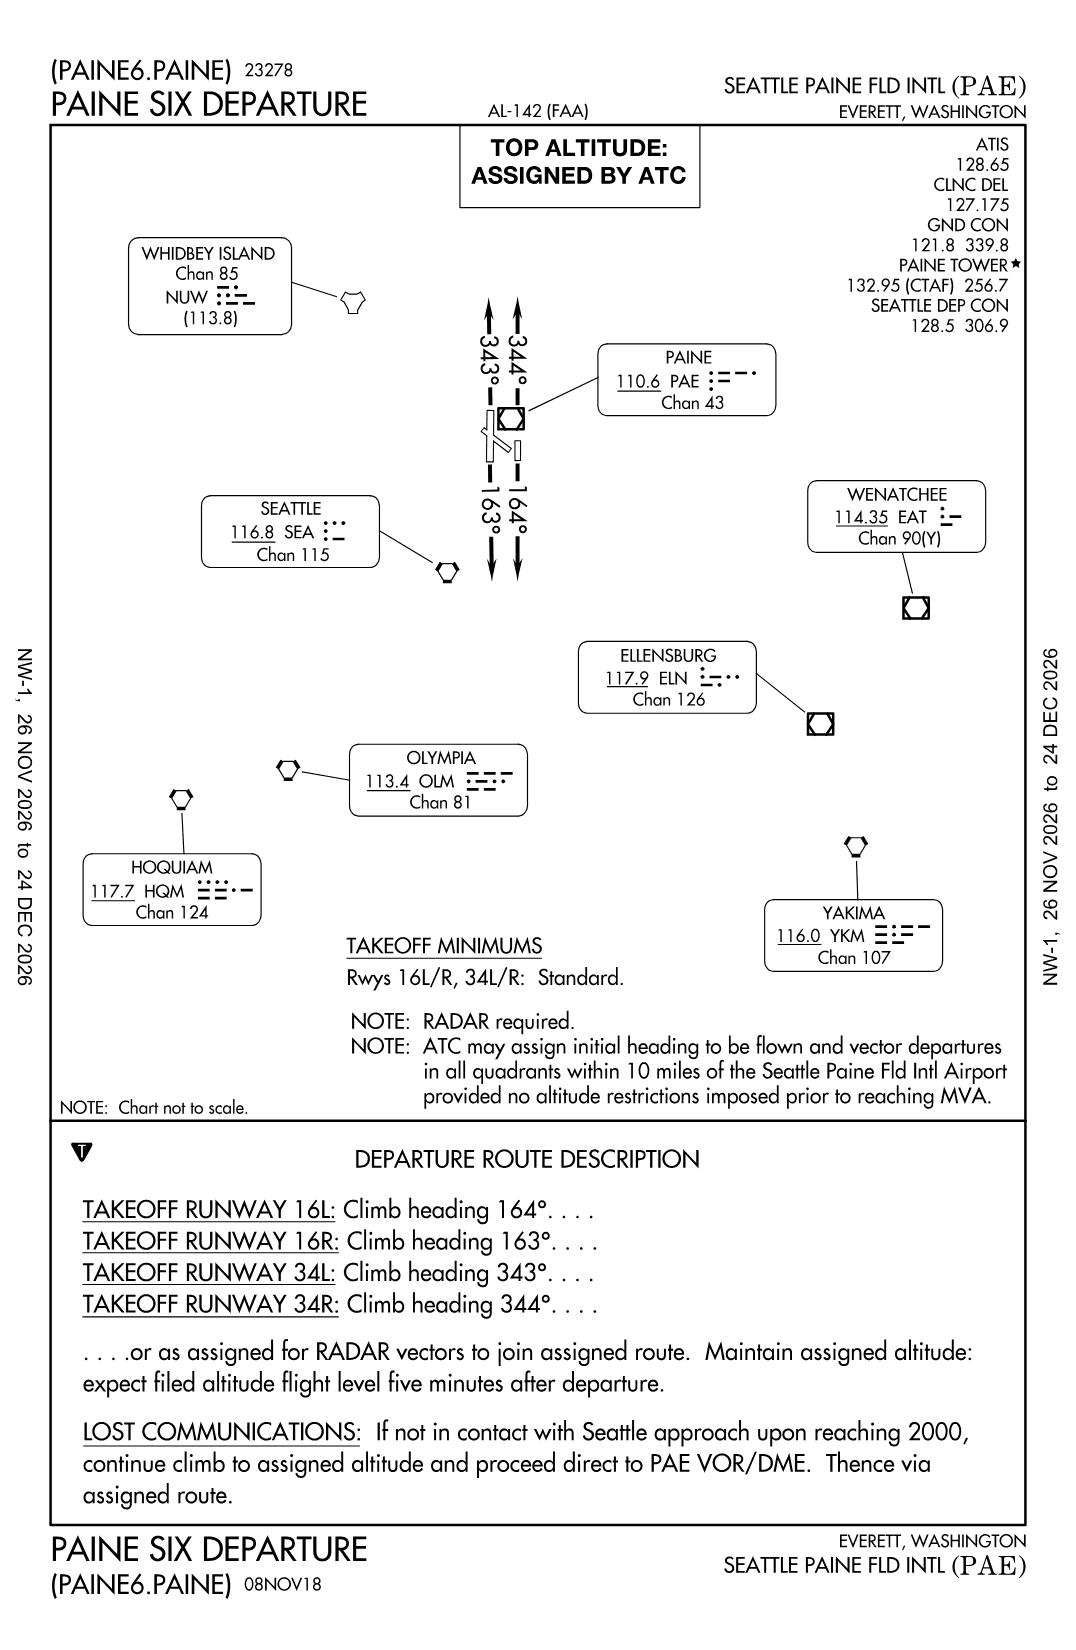 (PAINE6.PAINE) 23278
PAINE SIX DEPARTURE
AL-142 (FAA)
SEATTLE PAINE FLD INTL (PAE)
EVERETT, WASHINGTON
TOP ALTITUDE:
ASSIGNED BY ATC
ATIS
128.65
CLNC DEL
127.175
GND CON
121.8 339.8
PAINE TOWER★
132.95 (CTAF) 256.7
SEATTLE DEP CON
128.5 306.9
WHIDBEY ISLAND
Chan 85
NUW
(113.8)
343°
344°
PAINE
110.6 PAE
Chan 43
163°
164°
SEATTLE
116.8 SEA
Chan 115
WENATCHEE
114.35 EAT
Chan 90(Y)
ELLENSBURG
117.9 ELN
Chan 126
OLYMPIA
113.4 OLM
Chan 81
HOQUIAM
117.7 HQM
Chan 124
YAKIMA
116.0 YKM
Chan 107
NW-1, 26 NOV 2026 to 24 DEC 2026
NW-1, 26 NOV 2026 to 24 DEC 2026
TAKEOFF MINIMUMS
Rwys 16L/R, 34L/R: Standard.
NOTE: RADAR required.
NOTE: ATC may assign initial heading to be flown and vector departures
in all quadrants within 10 miles of the Seattle Paine Fld Intl Airport
provided no altitude restrictions imposed prior to reaching MVA.
NOTE: Chart not to scale.
T
DEPARTURE ROUTE DESCRIPTION
TAKEOFF RUNWAY 16L: Climb heading 164°. . . .
TAKEOFF RUNWAY 16R: Climb heading 163°. . . .
TAKEOFF RUNWAY 34L: Climb heading 343°. . . .
TAKEOFF RUNWAY 34R: Climb heading 344°. . . .
. . . .or as assigned for RADAR vectors to join assigned route. Maintain assigned altitude:
expect filed altitude flight level five minutes after departure.
LOST COMMUNICATIONS: If not in contact with Seattle approach upon reaching 2000,
continue climb to assigned altitude and proceed direct to PAE VOR/DME. Thence via
assigned route.
PAINE SIX DEPARTURE
(PAINE6.PAINE) 08NOV18
EVERETT, WASHINGTON
SEATTLE PAINE FLD INTL (PAE)